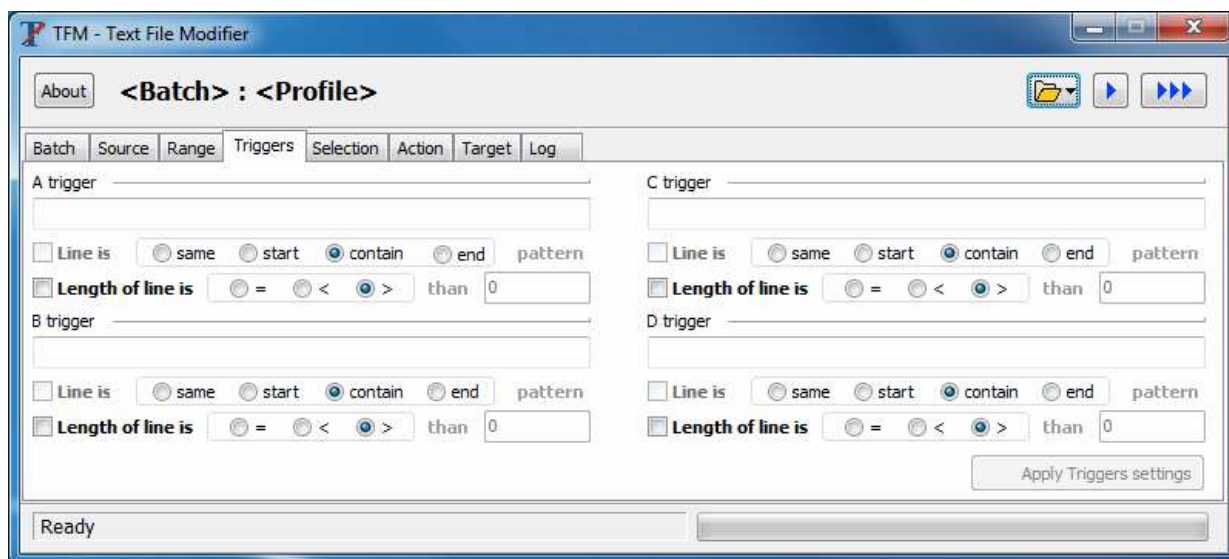 TFM - Text File Modifier
About <Batch> : <Profile>
Batch Source Range Triggers Selection Action Target Log
A trigger
Line is same start contain end pattern
Length of line is = < > than 0
B trigger
Line is same start contain end pattern
Length of line is = < > than 0
C trigger
Line is same start contain end pattern
Length of line is = < > than 0
D trigger
Line is same start contain end pattern
Length of line is = < > than 0
Apply Triggers settings
Ready